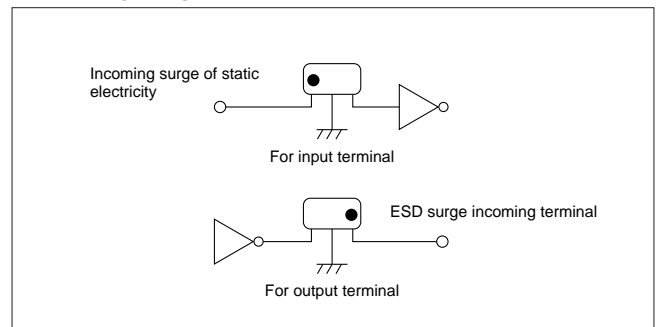 Incoming surge of static
electricity
For input terminal
ESD surge incoming terminal
For output terminal